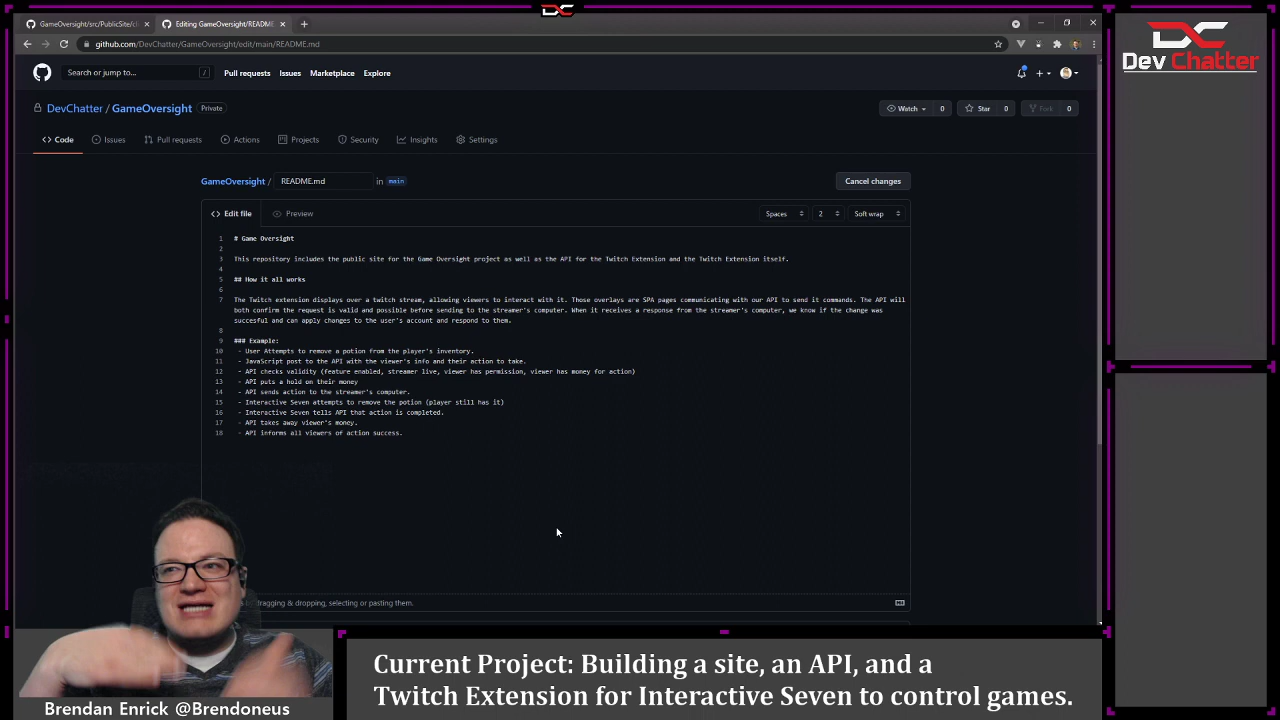 DC
GameOversight/src/PublicSite/cl
Editing GameOversight/README
github.com/DevChatter/GameOversight/edit/main/README.md
Search or jump to...
/
Pull requests
Issues
Marketplace
Explore
DevChatter / GameOversight
Private
Watch
0
Star
0
Fork
0
Code
Issues
Pull requests
Actions
Projects
Security
Insights
Settings
GameOversight / README.md in main
Cancel changes
Edit file
Preview
Spaces
2
Soft wrap
1 # Game Oversight
2
3 This repository includes the public site for the Game Oversight project as well as the API for the Twitch Extension and the Twitch Extension itself.
4
5 ## How it all works
6
7 The Twitch extension displays over a twitch stream, allowing viewers to interact with it. Those overlays are SPA pages communicating with our API to send it commands. The API will
both confirm the request is valid and possible before sending to the streamer's computer. When it receives a response from the streamer's computer, we know if the change was
succesful and can apply changes to the user's account and respond to them.
8
9 ### Example:
10 - User Attempts to remove a potion from the player's inventory.
11 - JavaScript post to the API with the viewer's info and their action to take.
12 - API checks validity (feature enabled, streamer live, viewer has permission, viewer has money for action)
13 - API puts a hold on their money
14 - API sends action to the streamer's computer.
15 - Interactive Seven attempts to remove the potion (player still has it)
16 - Interactive Seven tells API that action is completed.
17 - API takes away viewer's money.
18 - API informs all viewers of action success.
dragging & dropping, selecting or pasting them.
DC
Dev Chatter
Current Project: Building a site, an API, and a
Twitch Extension for Interactive Seven to control games.
Brendan Enrick @Brendoneus